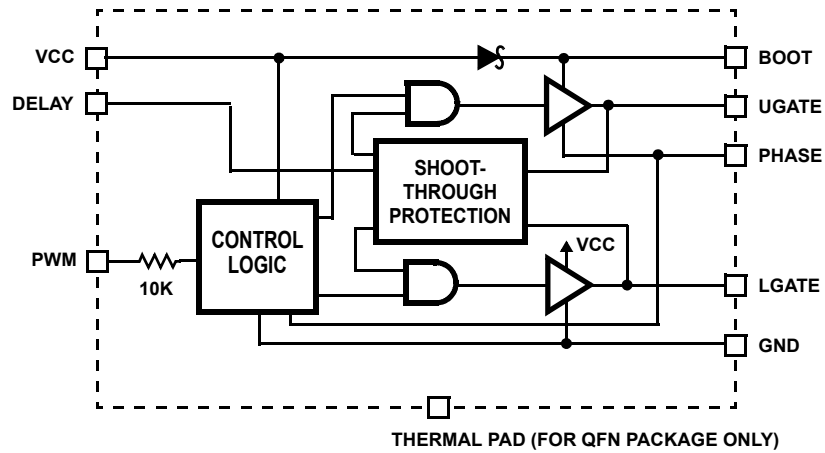 VCC
BOOT
DELAY
UGATE
PHASE
SHOOT-
THROUGH
PROTECTION
CONTROL
LOGIC
VCC
PWM
10K
LGATE
GND
THERMAL PAD (FOR QFN PACKAGE ONLY)